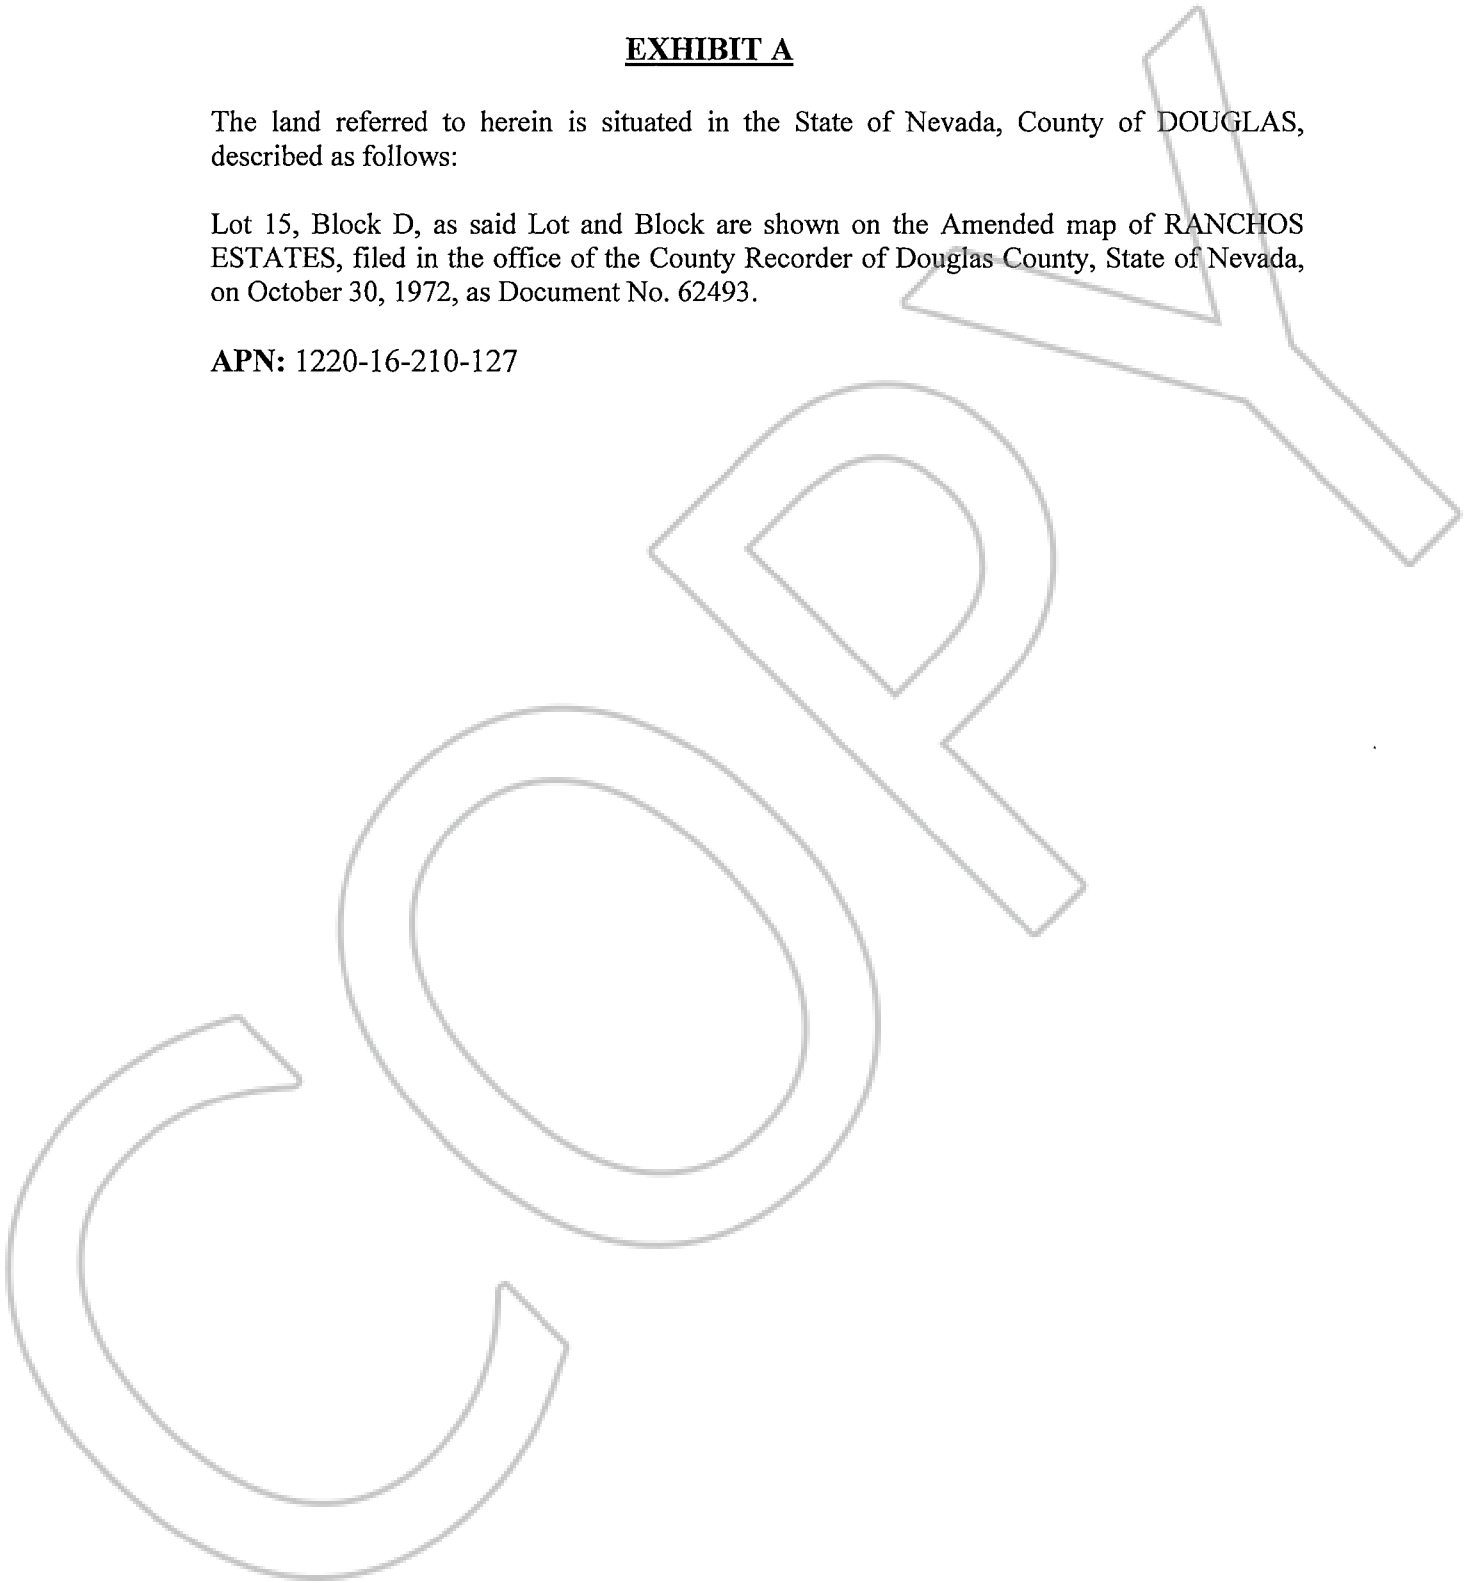 EXHIBIT A
The land referred to herein is situated in the State of Nevada, County of DOUGLAS,
described as follows:
Lot 15, Block D, as said Lot and Block are shown on the Amended map of RANCHOS
ESTATES, filed in the office of the County Recorder of Douglas County, State of Nevada,
on October 30, 1972, as Document No. 62493.
APN: 1220-16-210-127
COPY